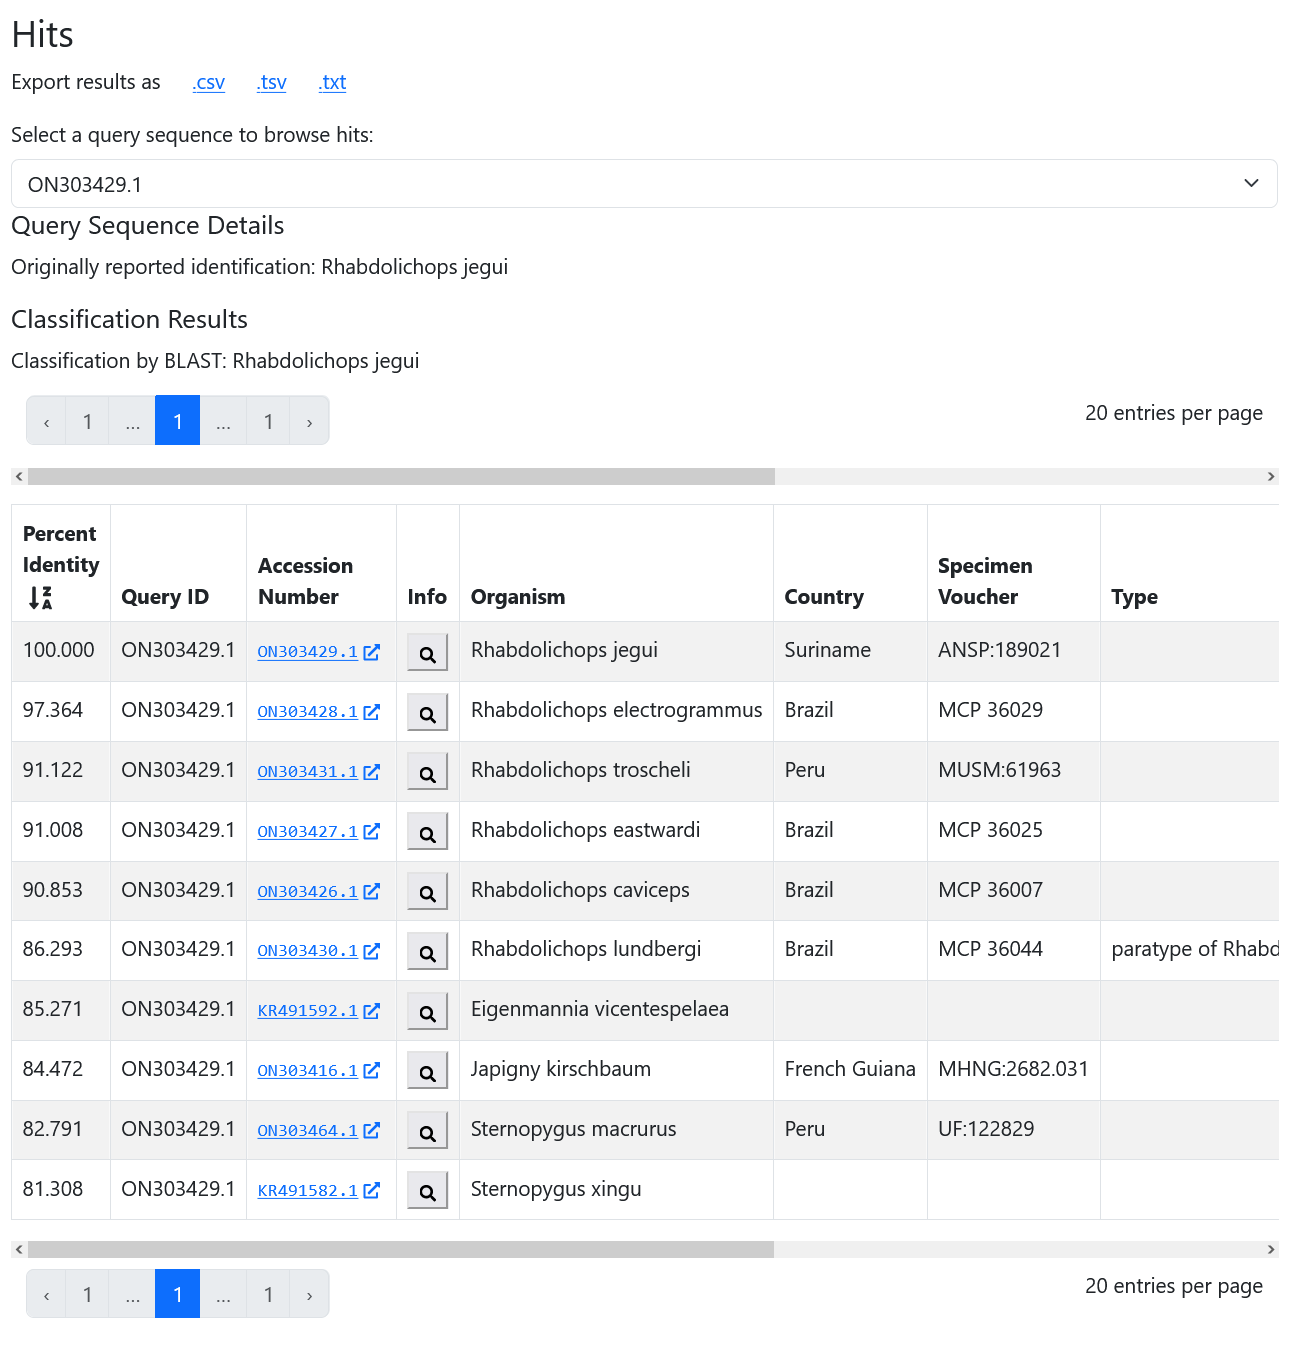 Hits
Export results as .csv .tsv .txt
Select a query sequence to browse hits:
ON303429.1
Query Sequence Details
Originally reported identification: Rhabdolichops jegui
Classification Results
Classification by BLAST: Rhabdolichops jegui
‹ 1 ... 1 ... 1 › 20 entries per page
Percent Identity Query ID Accession Number Info Organism Country Specimen Voucher Type
100.000 ON303429.1 ON303429.1 Rhabdolichops jegui Suriname ANSP:189021
97.364 ON303429.1 ON303428.1 Rhabdolichops electrogrammus Brazil MCP 36029
91.122 ON303429.1 ON303431.1 Rhabdolichops troscheli Peru MUSM:61963
91.008 ON303429.1 ON303427.1 Rhabdolichops eastwardi Brazil MCP 36025
90.853 ON303429.1 ON303426.1 Rhabdolichops caviceps Brazil MCP 36007
86.293 ON303429.1 ON303430.1 Rhabdolichops lundbergi Brazil MCP 36044 paratype of Rhabd
85.271 ON303429.1 KR491592.1 Eigenmannia vicentespelaea
84.472 ON303429.1 ON303416.1 Japigny kirschbaum French Guiana MHNG:2682.031
82.791 ON303429.1 ON303464.1 Sternopygus macrurus Peru UF:122829
81.308 ON303429.1 KR491582.1 Sternopygus xingu
‹ 1 ... 1 ... 1 › 20 entries per page